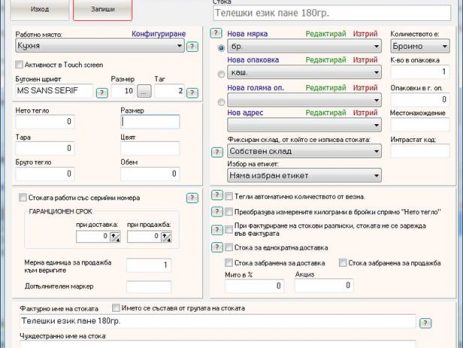 Изход
Запиши
Стока
Телешки език пане 180гр.
Работно място:
Конфигуриране
Кухня
?
Активност в Touch screen
Бутонен шрифт
Размер
Таг
MS SANS SERIF
?
10
...
2
?
Нето тегло
Размер
0
Тара
Цвят
0
Бруто тегло
Обем
0
0
?
Нова мярка
Редактирай
Изтрий
Количеството е:
бр.
Броимо
Нова опаковка
Редактирай
Изтрий
К-во в опаковка
каш.
1
Нова голяма оп.
Редактирай
Изтрий
Опаковки в г. оп.
0
Нов адрес
Редактирай
Изтрий
Местонахождение
Фиксиран склад, от който се изписва стоката:
Интрастат код:
?
Собствен склад
Избор на етикет:
Няма избран етикет
Стоката работи със серийни номера
?
ГАРАНЦИОНЕН СРОК
при доставка:
при продажба:
0
0
Мерна единица за продажба
към веригите
1
Допълнителен маркер
?
Тегли автоматично количеството от везна.
?
Преобразува измерените килограми в бройки спрямо "Нето тегло"
?
При фактуриране на стокови разписки, стоката не се зарежда
във фактурата
?
Стока за еднократна доставка
Стока забранена за доставка
Стока забранена за продажба
Мито в %
Акциз
0
0
Фактурно име на стоката
Името се съставя от групата на стоката
Телешки език пане 180гр.
?
Чуждестранно име на стока:
?